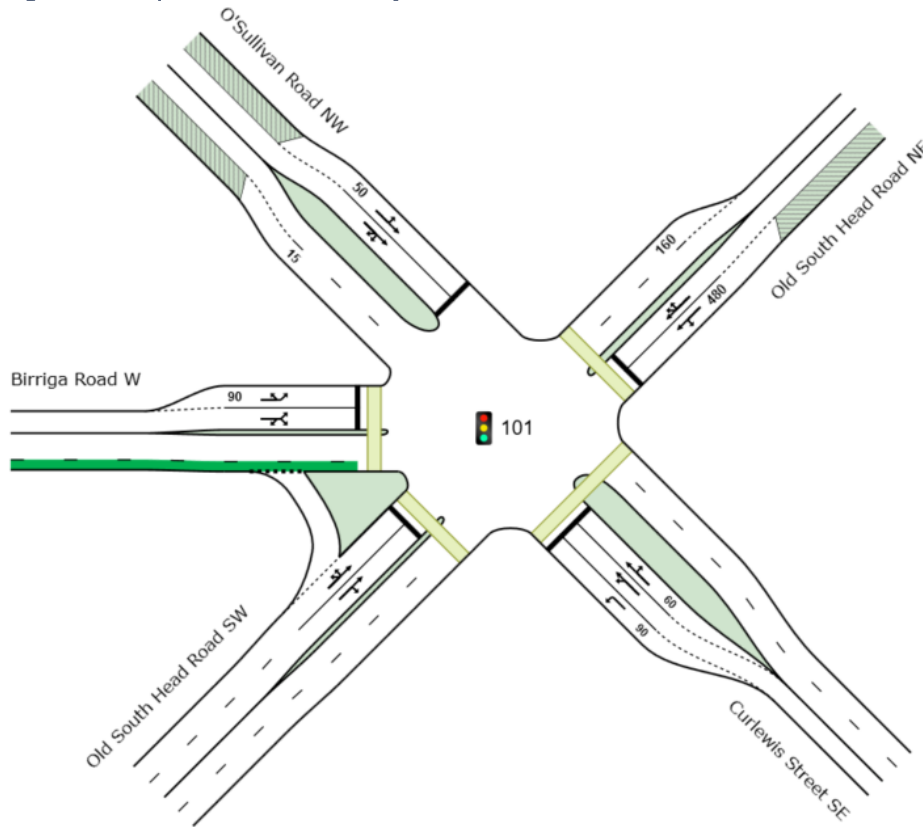 O'Sullivan Road NW
50
15
160
Old South Head Road NE
480
Birriga Road W
90
101
60
90
Old South Head Road SW
Curlewis Street SE